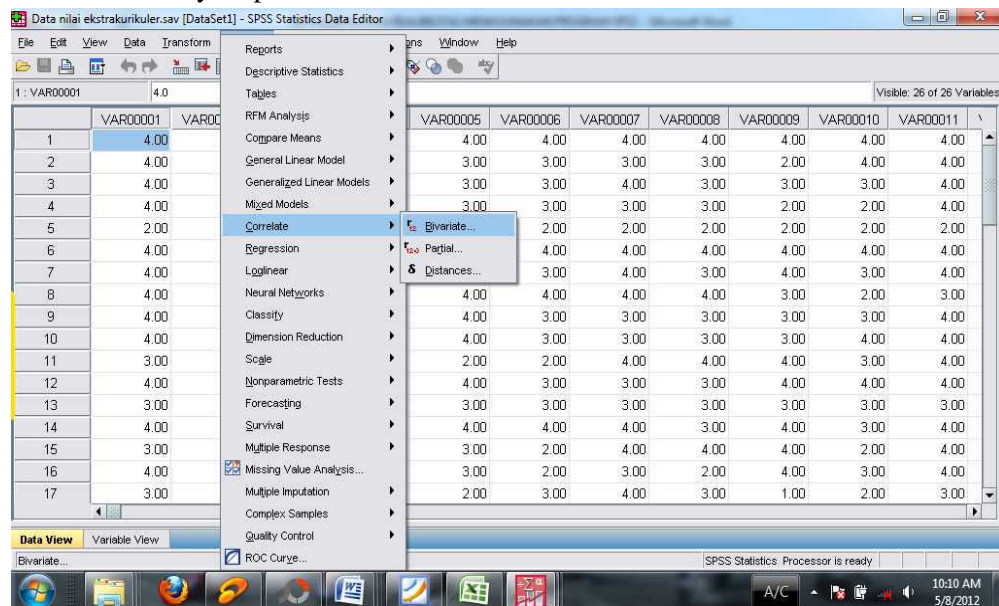 Data nilai ekstrakurikuler.sav [DataSet1] - SPSS Statistics Data Editor
File Edit View Data Transform Window Help
1 : VAR00001 4.0 Visible: 26 of 26 Variables
Reports
Descriptive Statistics
Tables
RFM Analysis
Compare Means
General Linear Model
Generalized Linear Models
Mixed Models
Correlate
Regression
Loglinear
Neural Networks
Classify
Dimension Reduction
Scale
Nonparametric Tests
Forecasting
Survival
Multiple Response
Missing Value Analysis...
Multiple Imputation
Complex Samples
Quality Control
ROC Curve...
r12 Bivariate...
r12.3 Partial...
δ Distances...
VAR00001 VAR00005 VAR00006 VAR00007 VAR00008 VAR00009 VAR00010 VAR00011
1 4.00 4.00 4.00 4.00 4.00 4.00 4.00 4.00
2 4.00 3.00 3.00 3.00 3.00 2.00 4.00 4.00
3 4.00 3.00 3.00 4.00 3.00 3.00 3.00 4.00
4 4.00 3.00 3.00 3.00 3.00 2.00 2.00 4.00
5 2.00 2.00 2.00 2.00 2.00 2.00 2.00
6 4.00 4.00 4.00 4.00 4.00 4.00 4.00
7 4.00 3.00 4.00 3.00 4.00 3.00 4.00
8 4.00 4.00 4.00 4.00 4.00 3.00 2.00 3.00
9 4.00 4.00 3.00 3.00 3.00 3.00 3.00 4.00
10 4.00 4.00 3.00 3.00 3.00 4.00 3.00 4.00
11 3.00 2.00 2.00 4.00 4.00 3.00 4.00 4.00
12 4.00 4.00 3.00 3.00 3.00 4.00 4.00 4.00
13 3.00 3.00 3.00 3.00 3.00 3.00 3.00 3.00
14 4.00 4.00 4.00 4.00 3.00 4.00 3.00 4.00
15 3.00 3.00 2.00 4.00 4.00 4.00 2.00 4.00
16 4.00 3.00 2.00 3.00 2.00 4.00 3.00 4.00
17 3.00 2.00 3.00 4.00 3.00 1.00 2.00 3.00
Data View Variable View
Bivariate... SPSS Statistics Processor is ready
A/C 10:10 AM
5/8/2012